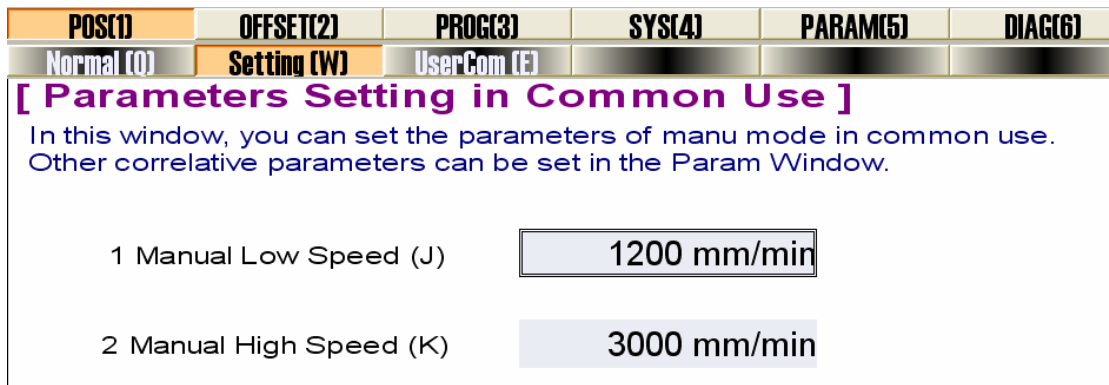 POS(1) OFFSET(2) PROG(3) SYS(4) PARAM(5) DIAG(6)
Normal (Q) Setting (W) UserCom (E)
[ Parameters Setting in Common Use ]
In this window, you can set the parameters of manu mode in common use.
Other correlative parameters can be set in the Param Window.
1 Manual Low Speed (J) 1200 mm/min
2 Manual High Speed (K) 3000 mm/min